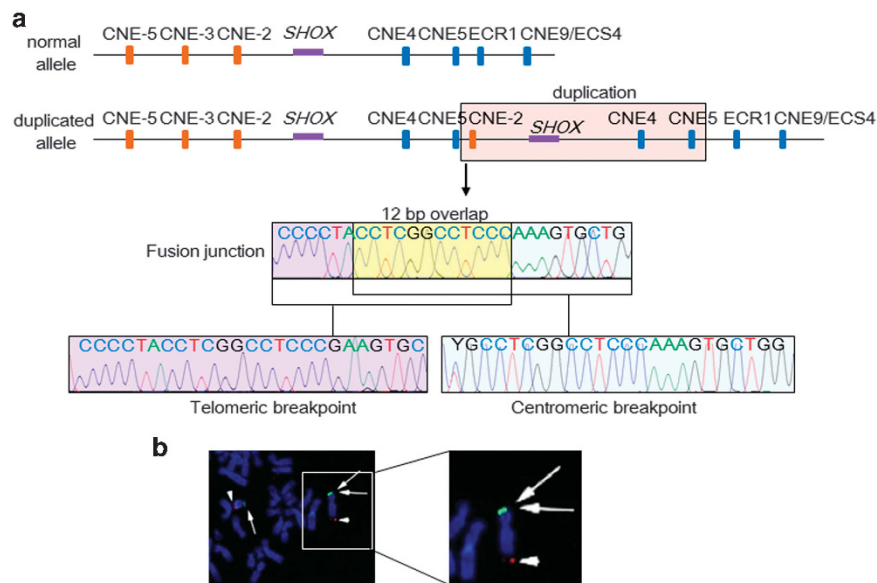 a
CNE-5 CNE-3 CNE-2 SHOX CNE4 CNE5 ECR1 CNE9/ECS4
normal
allele
duplication
duplicated
allele
CNE-5 CNE-3 CNE-2 SHOX CNE4 CNE5 CNE-2 SHOX CNE4 CNE5 ECR1 CNE9/ECS4
12 bp overlap
Fusion junction
CCCCTACCTCGGCCTCCCAAAGTGCTG
CCCCTACCTCGGCCTCCCGAAGTGC
YGCCTCGGCCTCCCAAAGTGCTGG
Telomeric breakpoint
Centromeric breakpoint
b